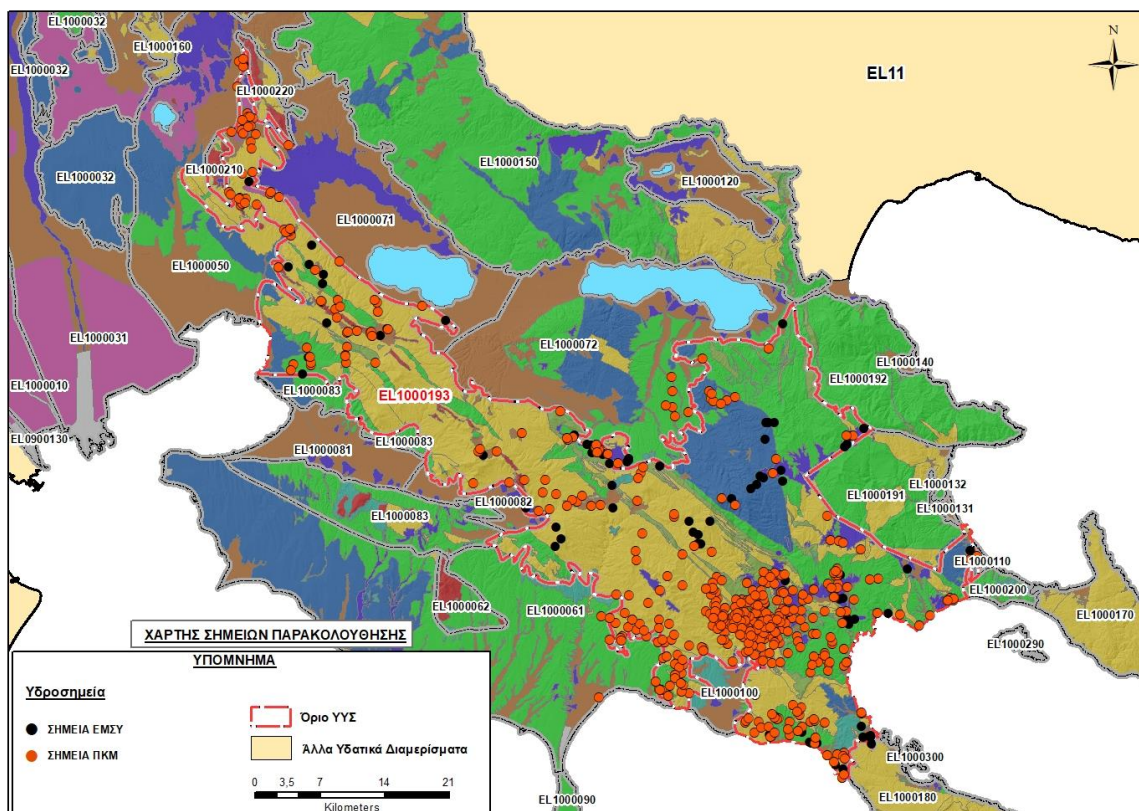 EL1000032
EL1000160
N
EL11
EL1000032
EL1000220
EL1000150
EL1000032
EL1000210
EL1000120
EL1000071
EL1000050
EL1000031
EL1000072
EL1000140
EL1000192
EL1000010
EL1000083
EL1000193
EL0900130
EL1000083
EL1000081
EL1000191
EL1000132
EL1000082
EL1000131
EL1000083
EL1000110
EL1000062
EL1000061
EL1000200
EL1000170
EL1000290
EL1000100
EL1000300
EL1000180
EL1000090
ΧΑΡΤΗΣ ΣΗΜΕΙΩΝ ΠΑΡΑΚΟΛΟΥΘΗΣΗΣ
ΥΠΟΜΝΗΜΑ
Υδροσημεία
ΣΗΜΕΙΑ ΕΜΣΥ
ΣΗΜΕΙΑ ΠΚΜ
Όριο ΥΥΣ
Άλλα Υδατικά Διαμερίσματα
0 3,5 7 14 21
Kilometers